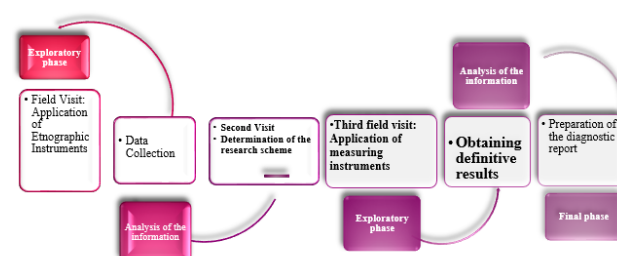 Exploratory
phase
• Field Visit:
Application
of
Etnographic
Instruments
• Data
Collection
Analysis of the
information
• Second Visit
• Determination of the
research scheme
•Third field visit:
Application of
measuring
instruments
Exploratory
phase
Analysis of the
information
• Obtaining
definitive
results
• Preparation of
the diagnostic
report
Final phase